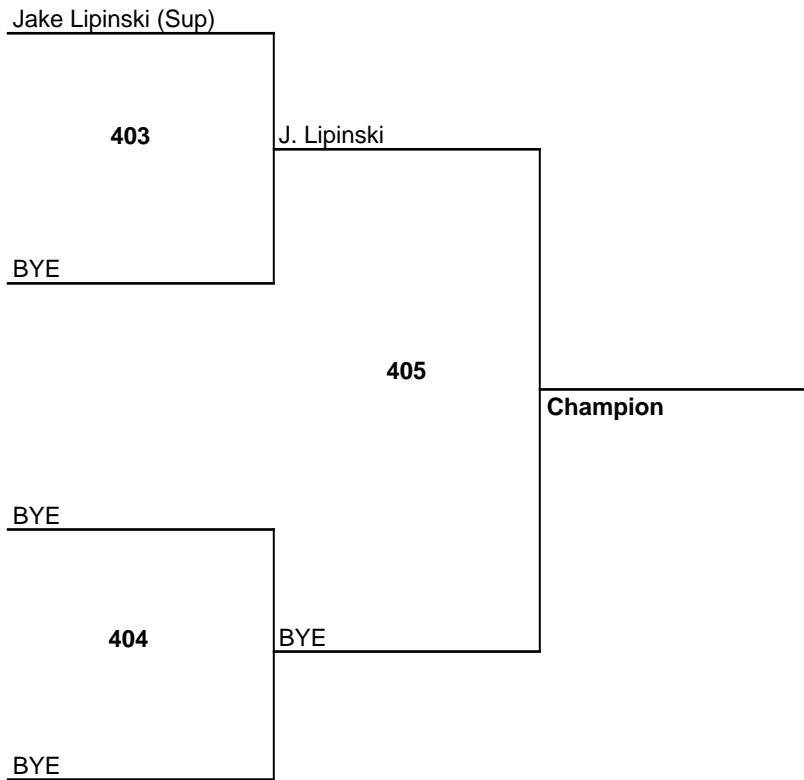 Jake Lipinski (Sup)
403
J. Lipinski
BYE
405
Champion
BYE
404
BYE
BYE